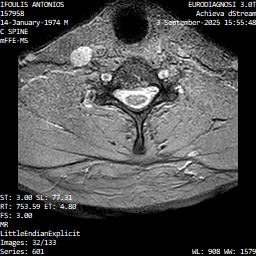 IFOULIS ANTONIOS
157958
14-January-1974 M
C SPINE
mFFE-MS
EURODIAGNOSI 3.0T
Achieva dStream
3-September-2025 15:55:48
ST: 3.00 SL: 77.31
RT: 753.59 ET: 4.80
FS: 3.00
MR
LittleEndianExplicit
Images: 32/133
Series: 601
WL: 908 WW: 1579